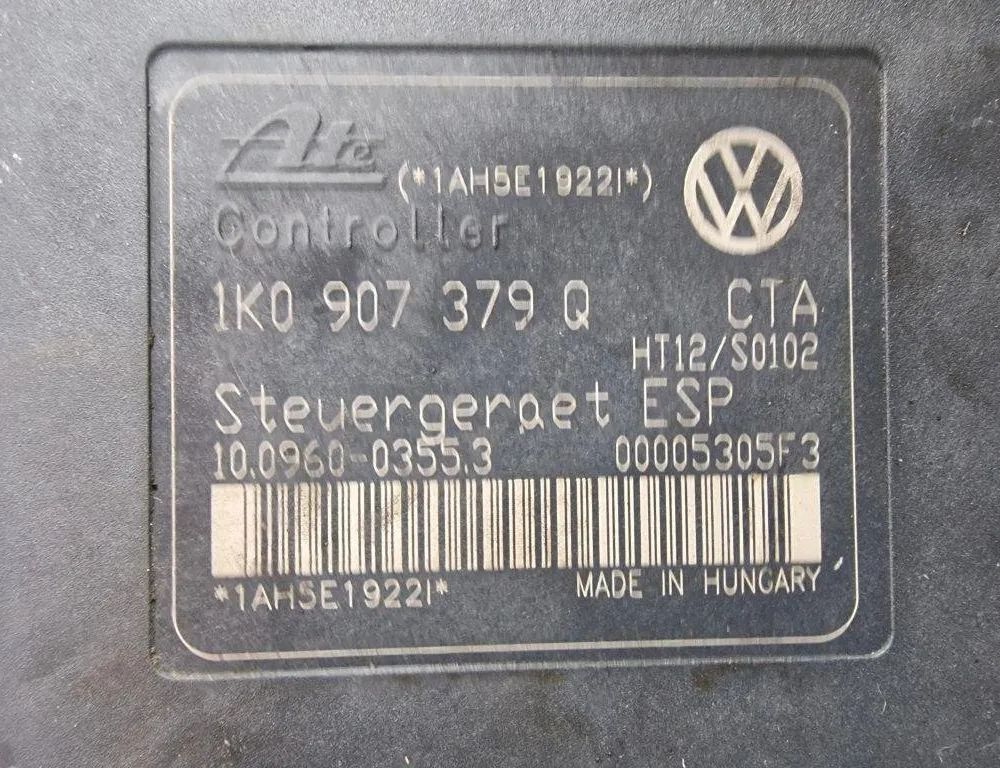 Ate
(*1AH5E1922I*)
Controller
1K0 907 379 Q CTA
HT12/S0102
Steuergeraet ESP
10.0960-0355.3 00005305F3
*1AH5E1922I* MADE IN HUNGARY